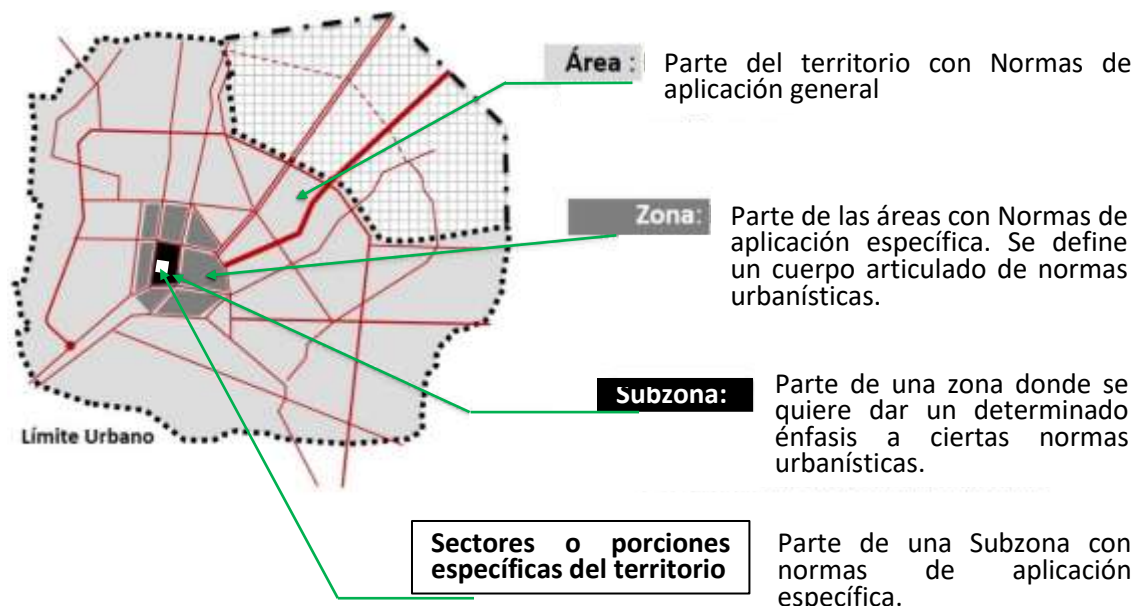 Área :
Parte del territorio con Normas de
aplicación general
Zona:
Parte de las áreas con Normas de
aplicación específica. Se define
un cuerpo articulado de normas
urbanísticas.
Subzona:
Parte de una zona donde se
quiere dar un determinado
énfasis a ciertas normas
urbanísticas.
Límite Urbano
Sectores o porciones
específicas del territorio
Parte de una Subzona con
normas de aplicación
específica.